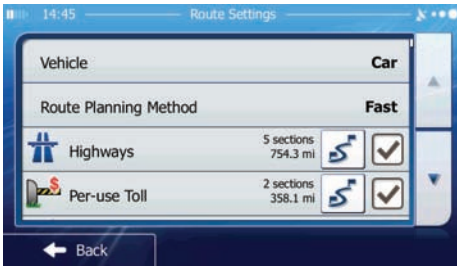 14:45 Route Settings
Vehicle Car
Route Planning Method Fast
Highways 5 sections
754.3 mi
$
Per-use Toll 2 sections
358.1 mi
Back